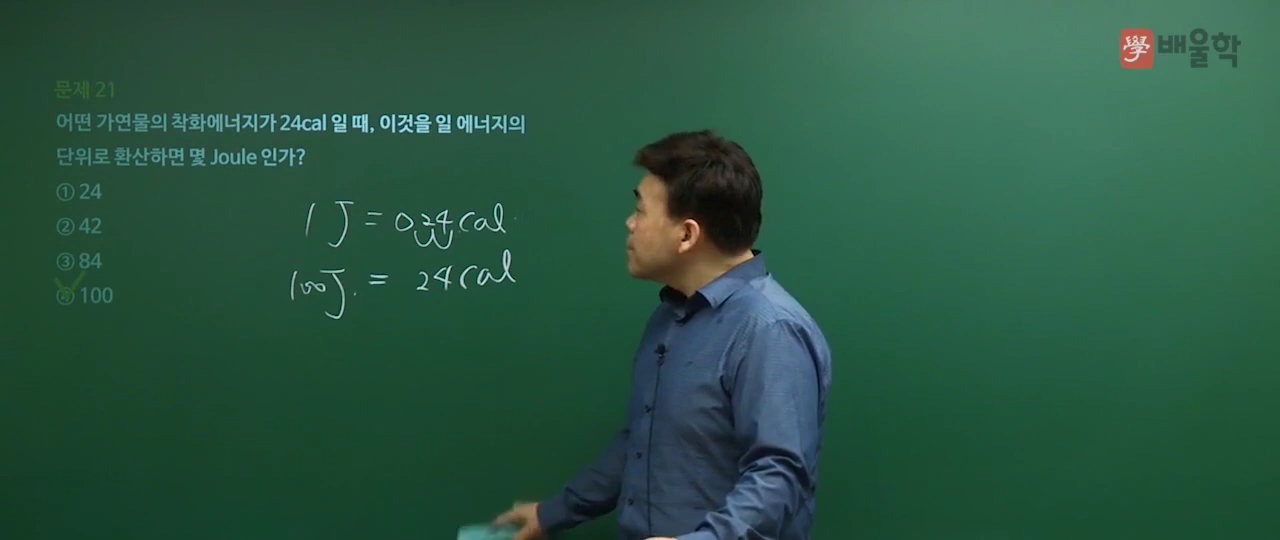 學 배울학
문제 21
어떤 가연물의 착화에너지가 24cal 일 때, 이것을 일 에너지의
단위로 환산하면 몇 Joule 인가?
① 24
② 42
③ 84
④ 100
1 J = 0.24 cal
100 J. = 24 cal